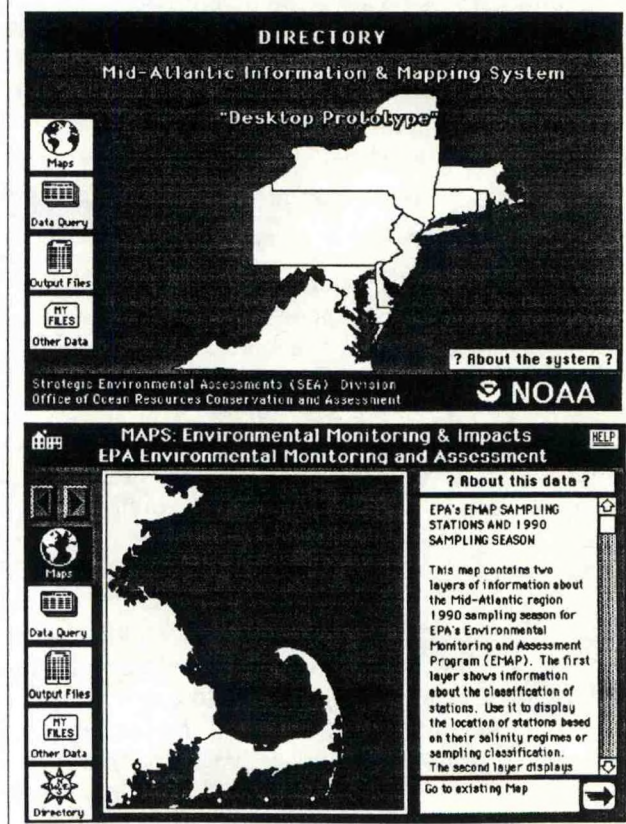 DIRECTORY
Mid-Atlantic Information & Mapping System
"Desktop Prototype"
Maps
Data Query
Output Files
MY
FILES
Other Data
? About the system ?
Strategic Environmental Assessments (SEA) Division
Office of Ocean Resources Conservation and Assessment
NOAA
MAPS: Environmental Monitoring & Impacts
EPA Environmental Monitoring and Assessment
HELP
Maps
Data Query
Output Files
MY
FILES
Other Data
Directory
? About this data ?
EPA's EMAP SAMPLING
STATIONS AND 1990
SAMPLING SEASON
This map contains two
layers of information about
the Mid-Atlantic region
1990 sampling season for
EPA's Environmental
Monitoring and Assessment
Program (EMAP). The first
layer shows information
about the classification of
stations. Use it to display
the location of stations based
on their salinity regimes or
sampling classification.
The second layer displays
Go to existing Map